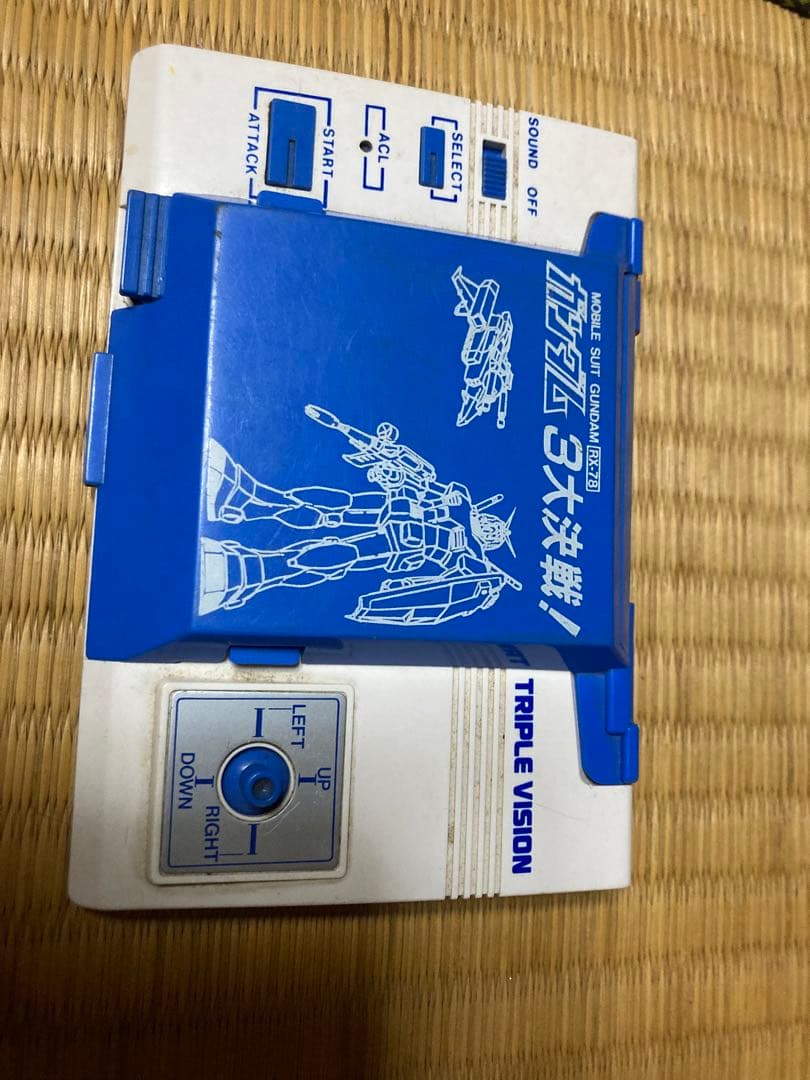 SOUND OFF
SELECT
ACL
START
ATTACK
MOBILE SUIT GUNDAM RX-78
ガンダム 3大決戦!
TRIPLE VISION
LEFT
UP
RIGHT
DOWN